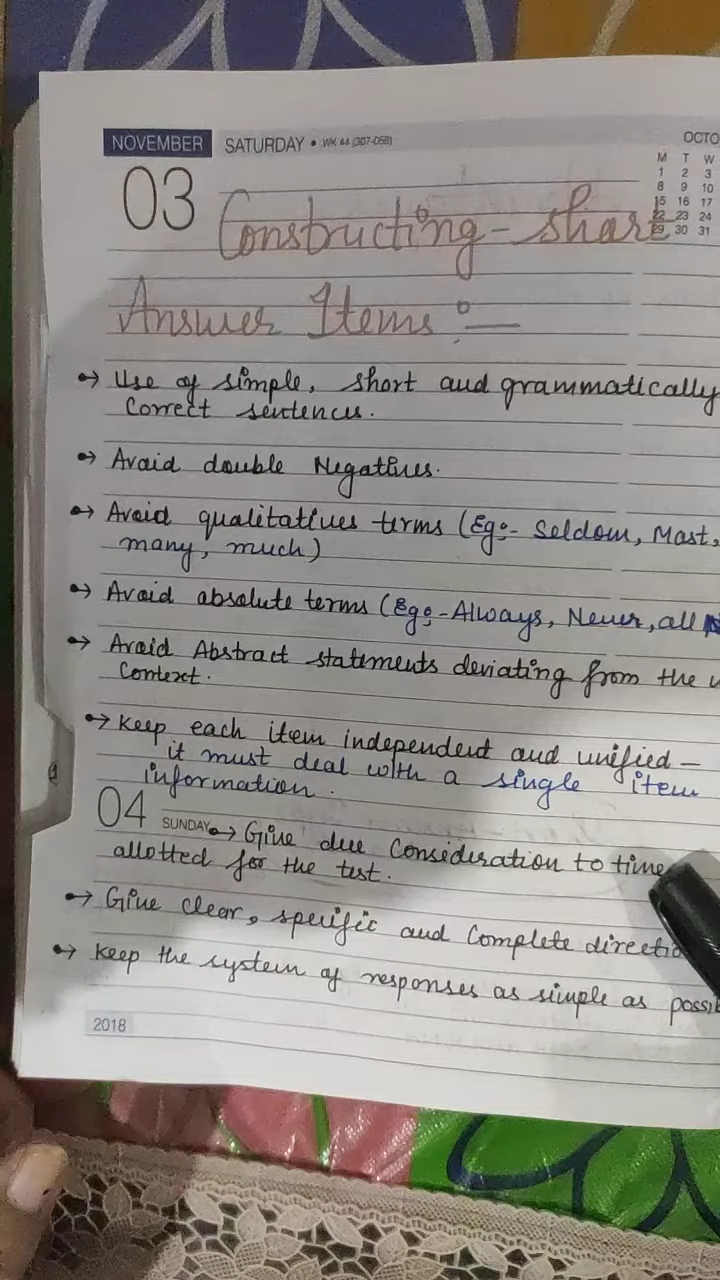 NOVEMBER SATURDAY • WK 44 (307-058)
OCTO
M T W
1 2 3
8 9 10
15 16 17
22 23 24
29 30 31
03
Constructing - short
Answer Items :-
→ Use of simple, short and grammatically
Correct sentences.
→ Avoid double Negatives.
→ Avoid qualitatives terms (Eg:- Seldom, Most,
many, much)
→ Avoid absolute terms (Eg:- Always, Never, all
→ Avoid Abstract statements deviating from the
Context.
→ Keep each item independent and unified -
it must deal with a single item
information.
04 SUNDAY → Give due Consideration to time
allotted for the test.
→ Give clear, specific and Complete directio
→ Keep the system of responses as simple as possib
2018